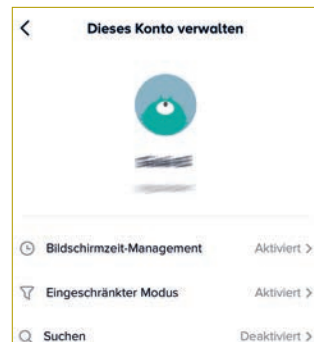 Dieses Konto verwalten
Bildschirmzeit-Management Aktiviert >
Eingeschränkter Modus Aktiviert >
Suchen Deaktiviert >